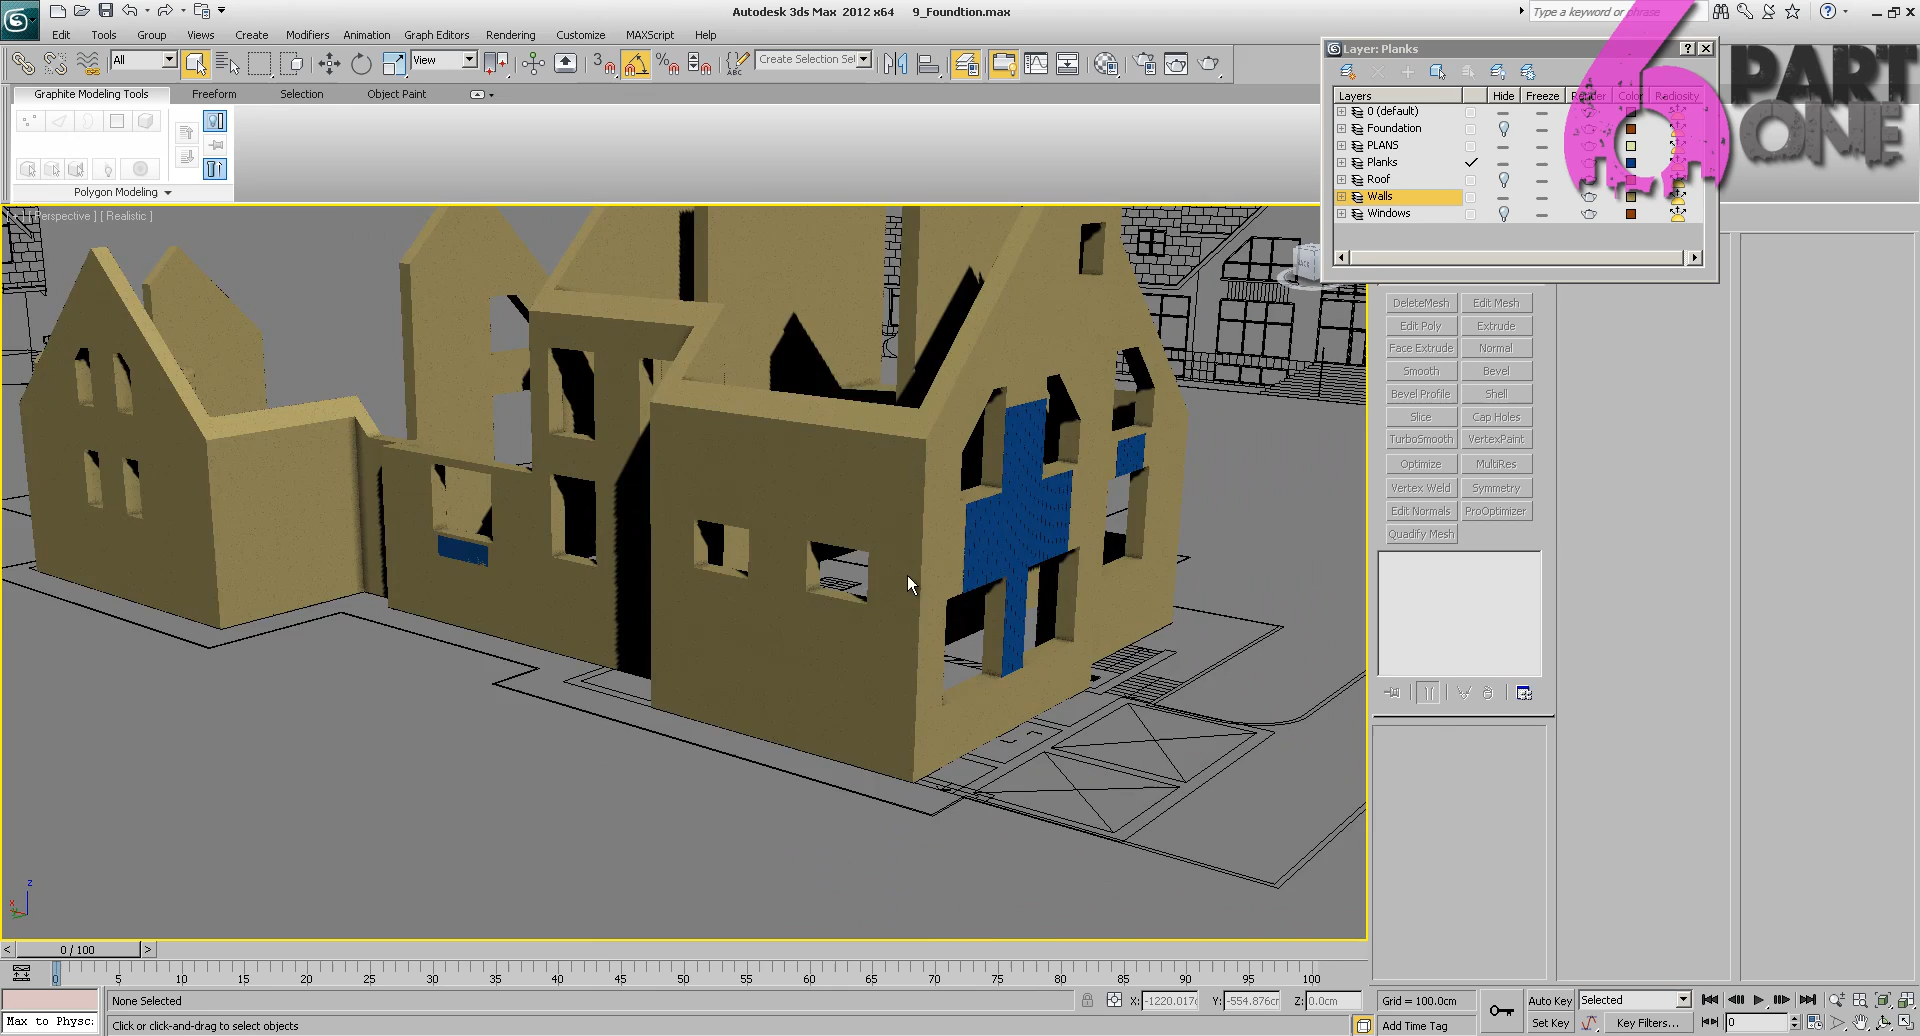 Autodesk 3ds Max 2012 x64 9_Foundtion.max
Type a keyword or phrase
Edit Tools Group Views Create Modifiers Animation Graph Editors Rendering Customize MAXScript Help
All View Create Selection Sel
Graphite Modeling Tools Freeform Selection Object Paint
Polygon Modeling
[ + ] [ Perspective ] [ Realistic ]
Layer: Planks
Layers Hide Freeze Render Color Radiosity
0 (default)
Foundation
PLANS
Planks
Roof
Walls
Windows
6
PART
ONE
DeleteMesh Edit Mesh
Edit Poly Extrude
Face Extrude Normal
Smooth Bevel
Bevel Profile Shell
Slice Cap Holes
TurboSmooth VertexPaint
Optimize MultiRes
Vertex Weld Symmetry
Edit Normals ProOptimizer
Quadify Mesh
z
x
y
< 0 / 100 >
0 5 10 15 20 25 30 35 40 45 50 55 60 65 70 75 80 85 90 95 100
None Selected X: -1220.017c Y: -554.876cr Z: 0.0cm Grid = 100.0cm Auto Key Selected
Max to Physc: Click or click-and-drag to select objects Add Time Tag Set Key Key Filters... 0